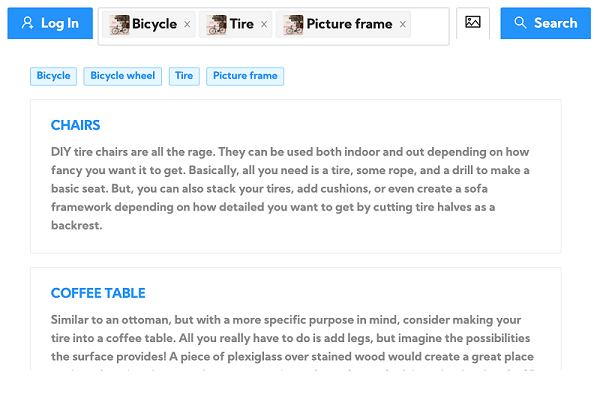 Log In
Bicycle x Tire x Picture frame x
Search
Bicycle Bicycle wheel Tire Picture frame
CHAIRS
DIY tire chairs are all the rage. They can be used both indoor and out depending on how
fancy you want it to get. Basically, all you need is a tire, some rope, and a drill to make a
basic seat. But, you can also stack your tires, add cushions, or even create a sofa
framework depending on how detailed you want to get by cutting tire halves as a
backrest.
COFFEE TABLE
Similar to an ottoman, but with a more specific purpose in mind, consider making your
tire into a coffee table. All you really have to do is add legs, but imagine the possibilities
the surface provides! A piece of plexiglass over stained wood would create a great place